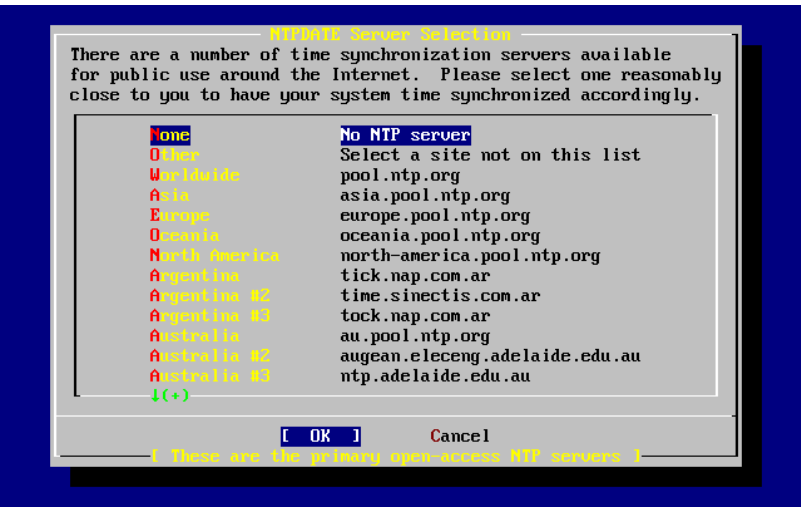 NTPDATE Server Selection
There are a number of time synchronization servers available
for public use around the Internet.  Please select one reasonably
close to you to have your system time synchronized accordingly.
None No NTP server
Other Select a site not on this list
Worldwide pool.ntp.org
Asia asia.pool.ntp.org
Europe europe.pool.ntp.org
Oceania oceania.pool.ntp.org
North America north-america.pool.ntp.org
Argentina tick.nap.com.ar
Argentina #2 time.sinectis.com.ar
Argentina #3 tock.nap.com.ar
Australia au.pool.ntp.org
Australia #2 augean.eleceng.adelaide.edu.au
Australia #3 ntp.adelaide.edu.au
↓(+)
[ OK ] Cancel
[ These are the primary open-access NTP servers ]